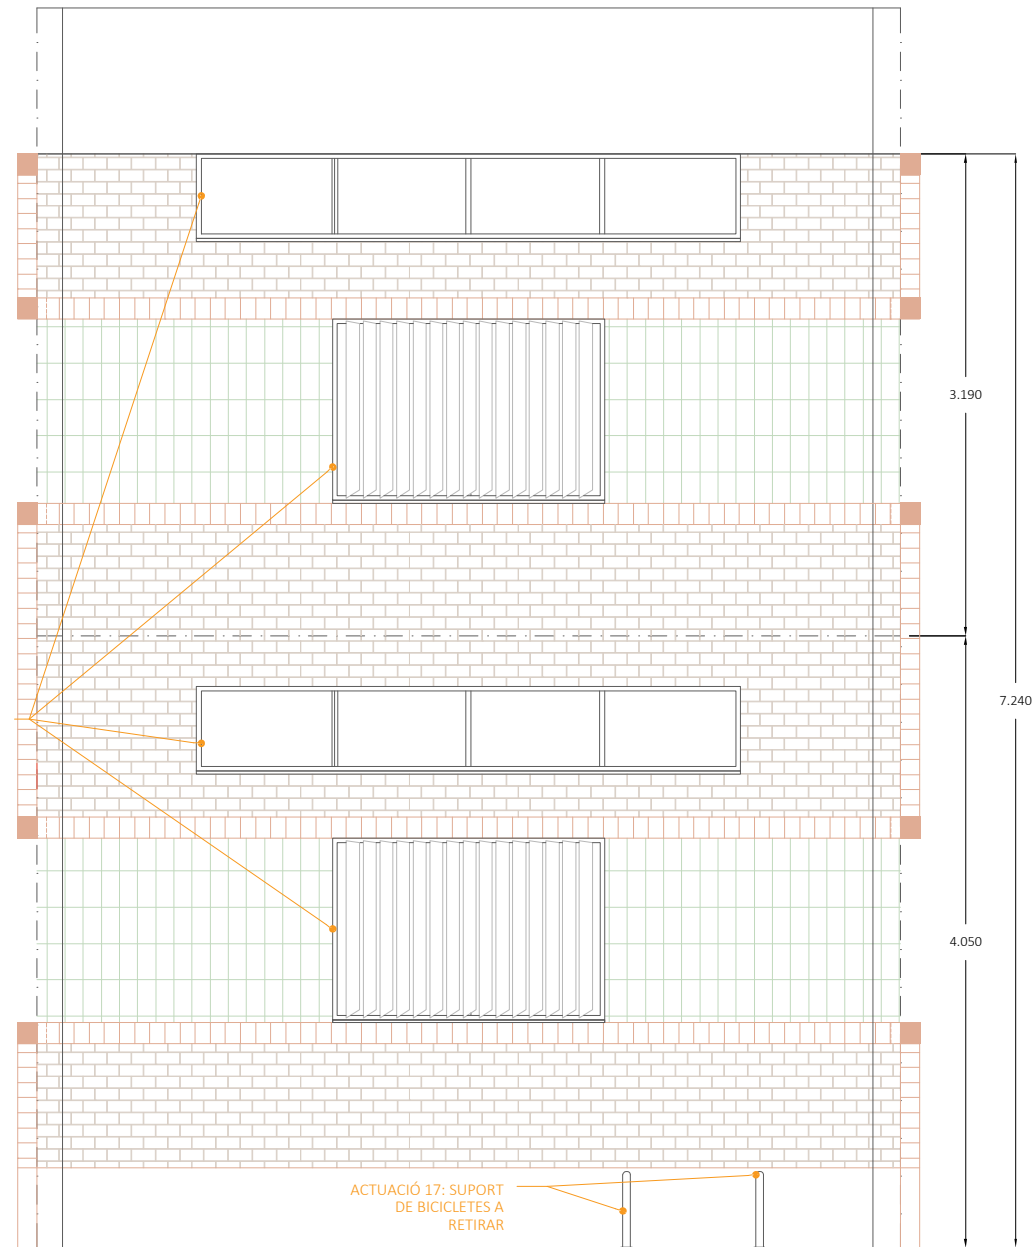 3.190
7.240
4.050
ACTUACIÓ 17: SUPORT
DE BICICLETES A
RETIRAR